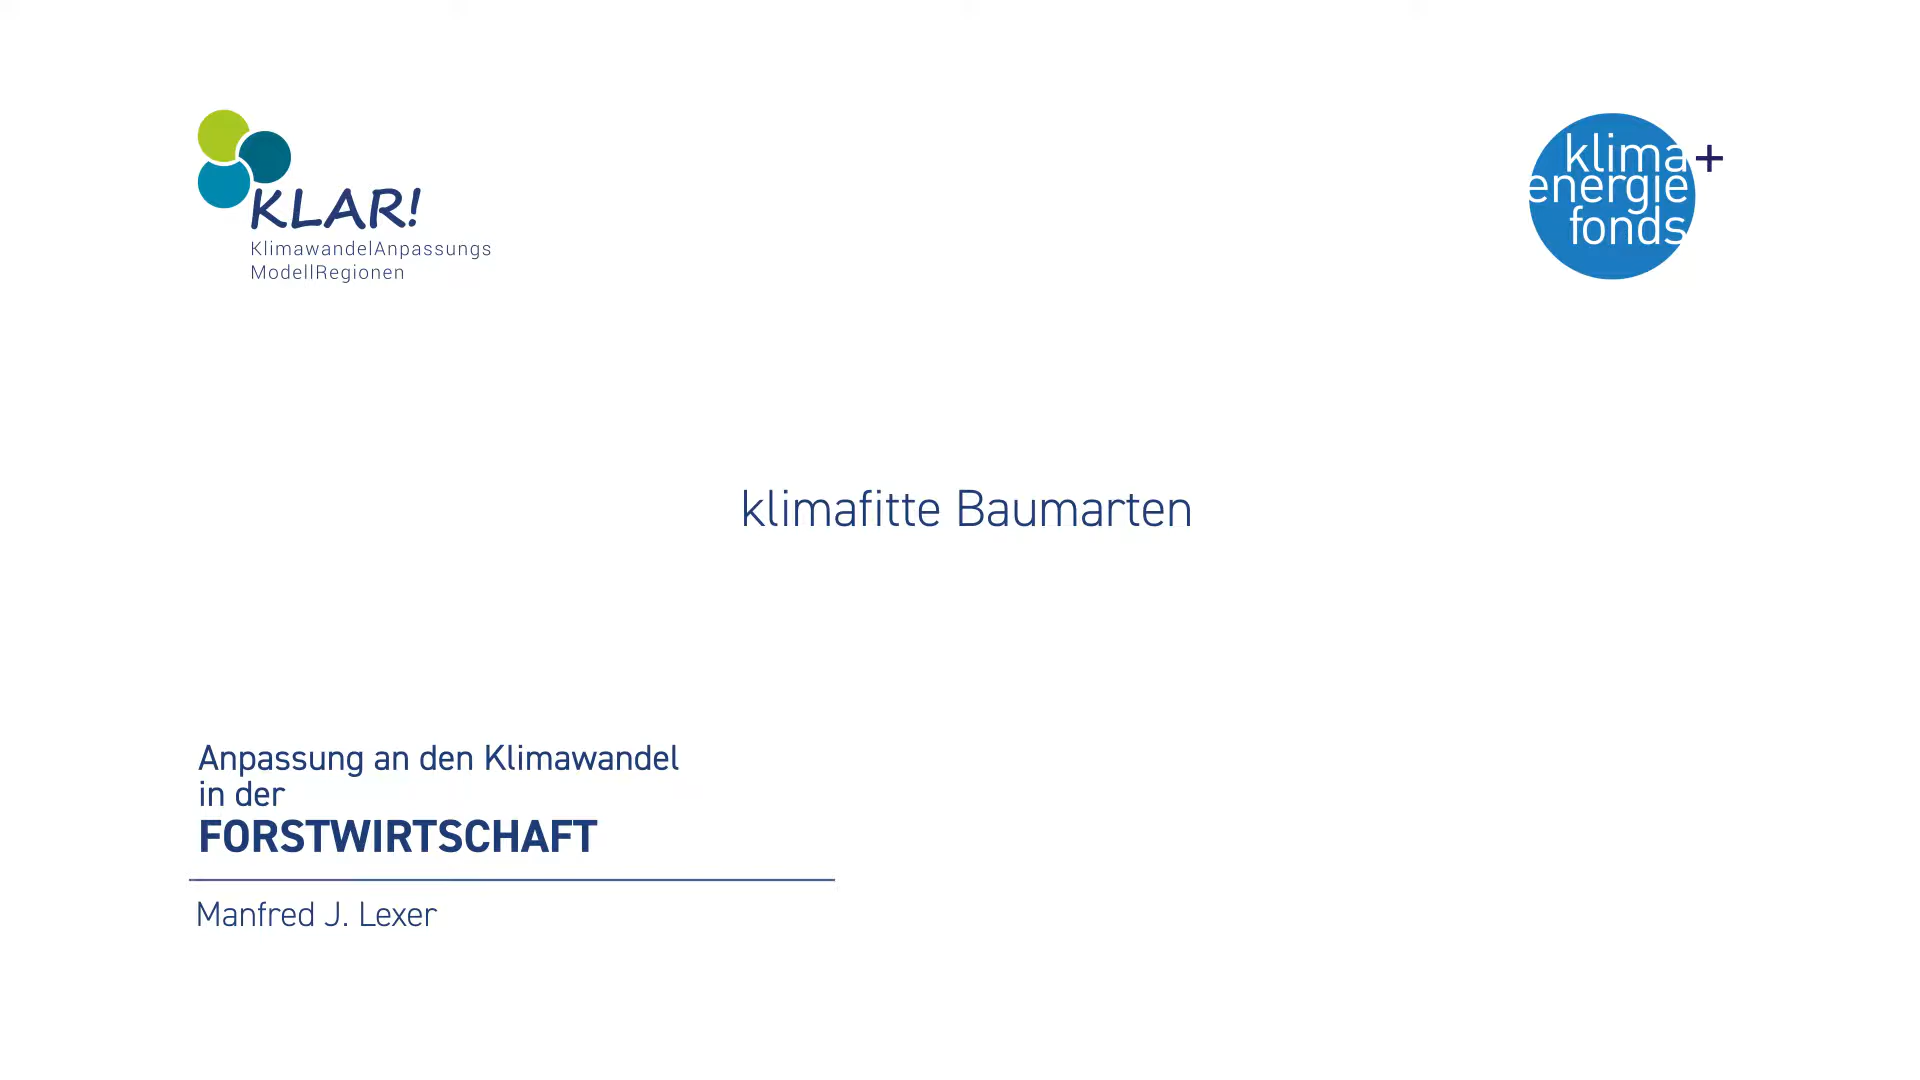 KLAR!
KlimawandelAnpassungs
ModellRegionen
klima+
energie
fonds
klimafitte Baumarten
Anpassung an den Klimawandel
in der
FORSTWIRTSCHAFT
Manfred J. Lexer